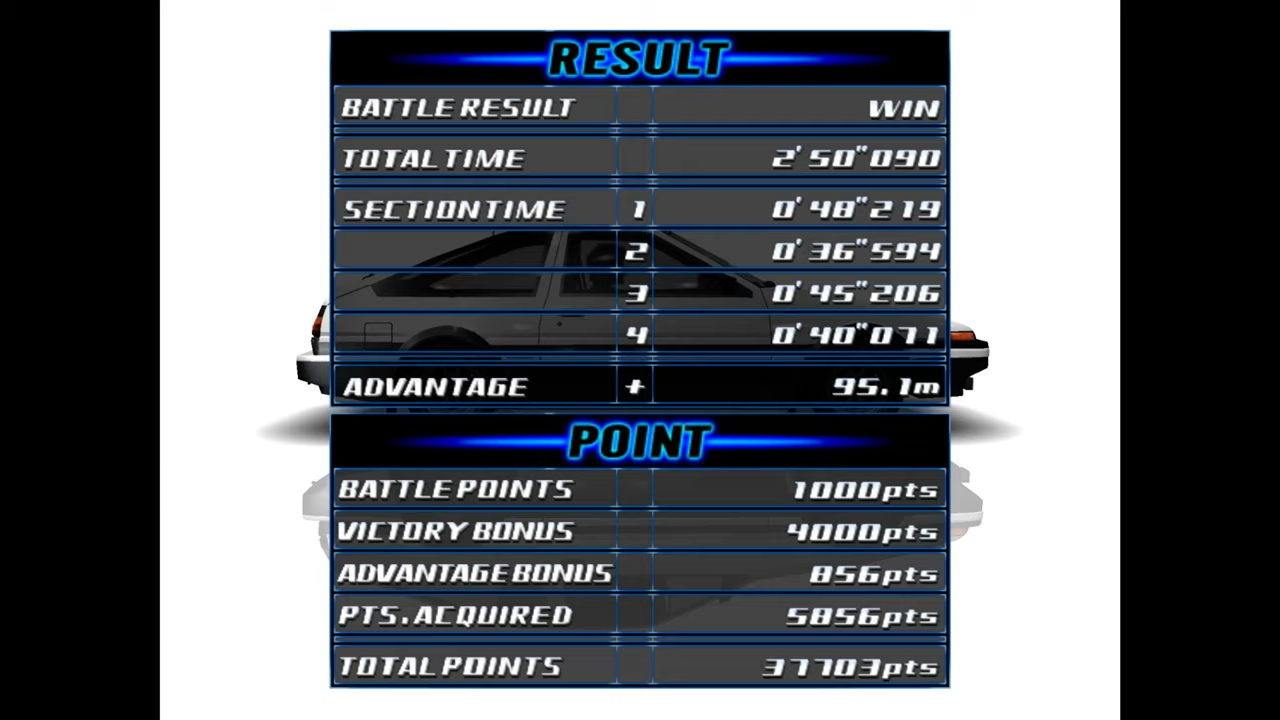 RESULT
BATTLE RESULT WIN
TOTAL TIME 2'50"090
SECTION TIME 1 0'48"219
2 0'36"594
3 0'45"206
4 0'40"071
ADVANTAGE + 95.1m
POINT
BATTLE POINTS 1000pts
VICTORY BONUS 4000pts
ADVANTAGE BONUS 856pts
PTS. ACQUIRED 5856pts
TOTAL POINTS 37703pts